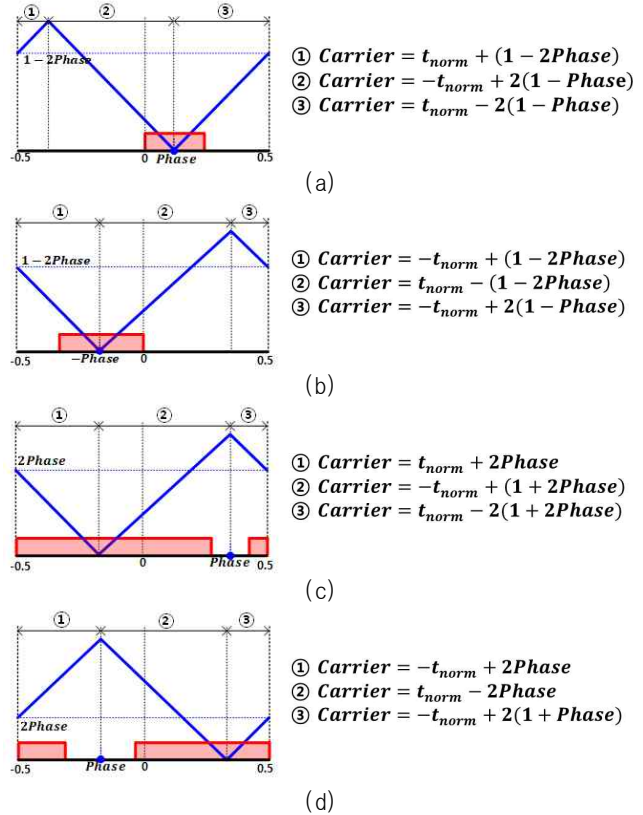 ① ② ③
1 − 2Phase
-0.5 0 0.5
Phase
① Carrier = t_norm + (1 − 2Phase)
② Carrier = −t_norm + 2(1 − Phase)
③ Carrier = t_norm − 2(1 − Phase)
(a)
① ② ③
1 − 2Phase
-0.5 −Phase 0 0.5
① Carrier = −t_norm + (1 − 2Phase)
② Carrier = t_norm − (1 − 2Phase)
③ Carrier = −t_norm + 2(1 − Phase)
(b)
① ② ③
2Phase
-0.5 0 Phase 0.5
① Carrier = t_norm + 2Phase
② Carrier = −t_norm + (1 + 2Phase)
③ Carrier = t_norm − 2(1 + 2Phase)
(c)
① ② ③
2Phase
-0.5 Phase 0 0.5
① Carrier = −t_norm + 2Phase
② Carrier = t_norm − 2Phase
③ Carrier = −t_norm + 2(1 + Phase)
(d)